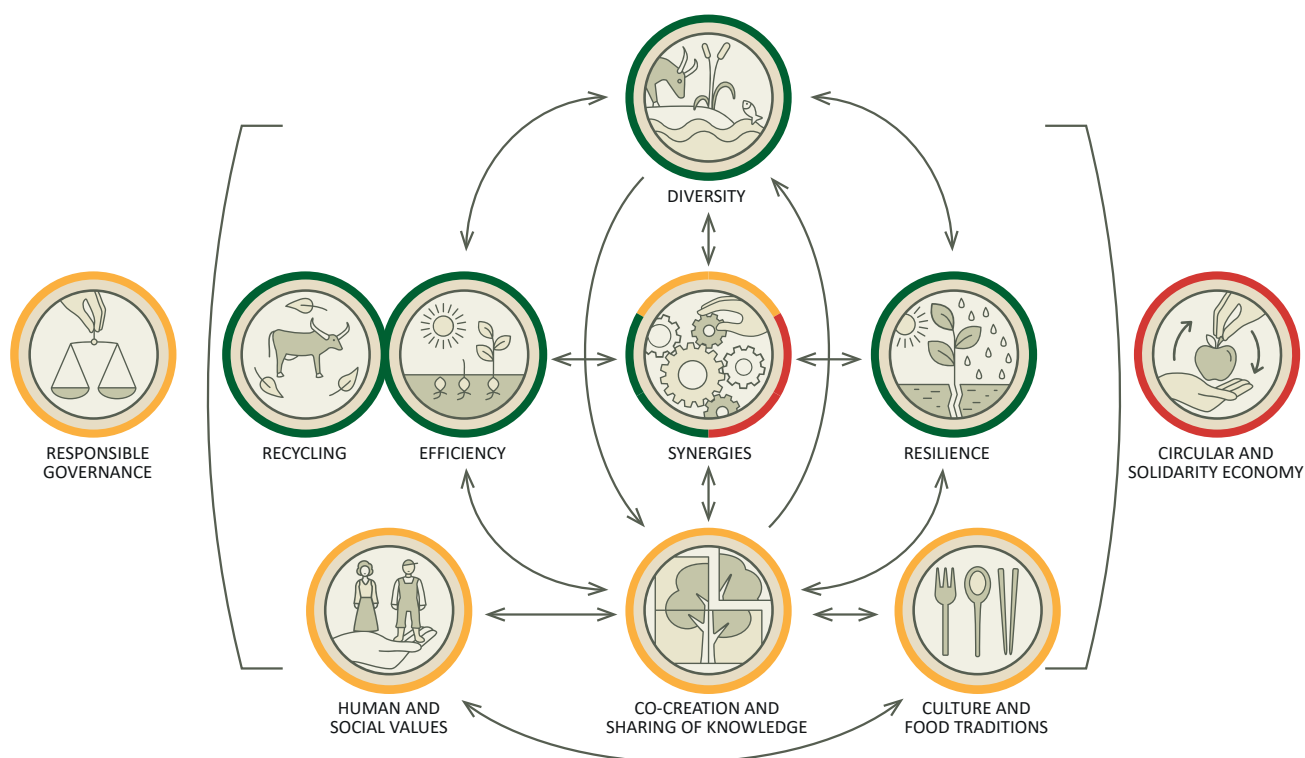 DIVERSITY
RESPONSIBLE
GOVERNANCE
RECYCLING
EFFICIENCY
SYNERGIES
RESILIENCE
CIRCULAR AND
SOLIDARITY ECONOMY
HUMAN AND
SOCIAL VALUES
CO-CREATION AND
SHARING OF KNOWLEDGE
CULTURE AND
FOOD TRADITIONS